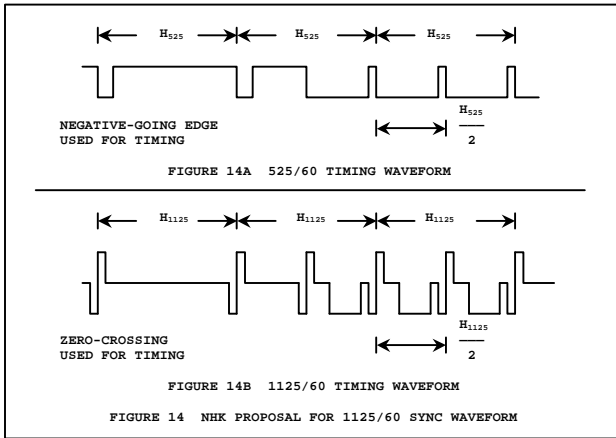 H525 H525 H525
NEGATIVE-GOING EDGE
USED FOR TIMING
H525
2
FIGURE 14A 525/60 TIMING WAVEFORM
H1125 H1125 H1125
ZERO-CROSSING
USED FOR TIMING
H1125
2
FIGURE 14B 1125/60 TIMING WAVEFORM
FIGURE 14 NHK PROPOSAL FOR 1125/60 SYNC WAVEFORM